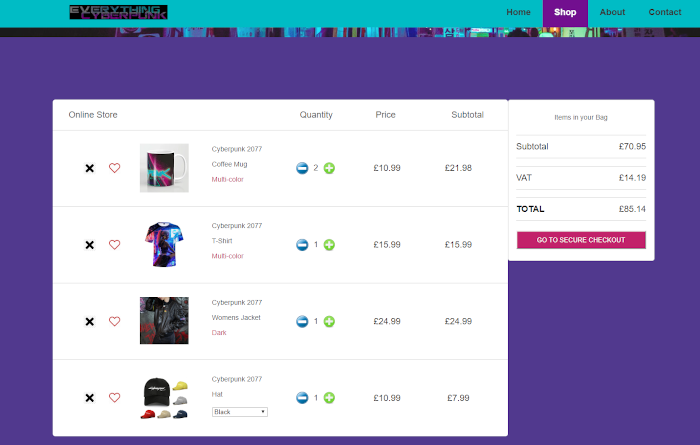 EVERYTHING
CYBERPUNK
Home Shop About Contact
Online Store Quantity Price Subtotal
Cyberpunk 2077
Coffee Mug
Multi-color
2 £10.99 £21.98
Cyberpunk 2077
T-Shirt
Multi-color
1 £15.99 £15.99
Cyberpunk 2077
Womens Jacket
Dark
1 £24.99 £24.99
Cyberpunk 2077
Hat
Black
1 £10.99 £7.99
Items in your Bag
Subtotal £70.95
VAT £14.19
TOTAL £85.14
GO TO SECURE CHECKOUT